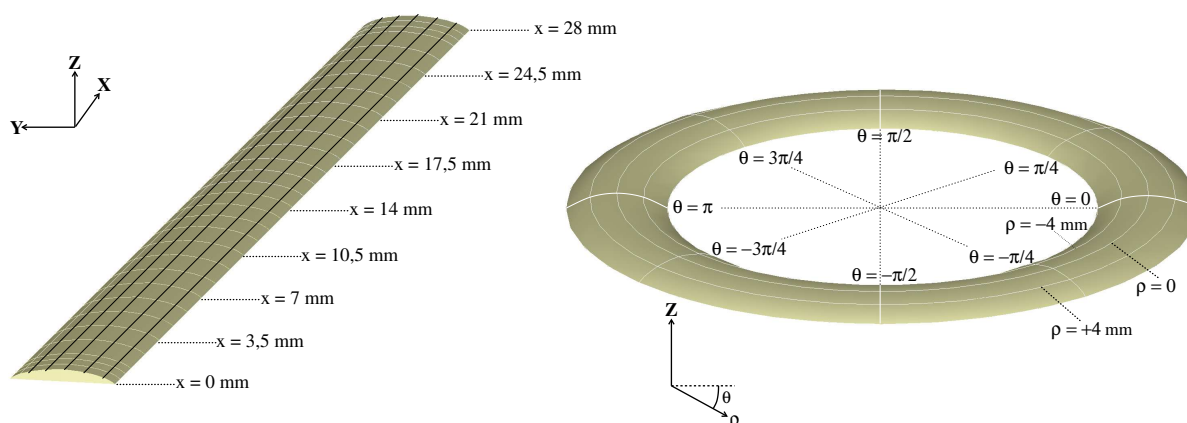 Z
X
Y
x = 28 mm
x = 24,5 mm
x = 21 mm
x = 17,5 mm
x = 14 mm
x = 10,5 mm
x = 7 mm
x = 3,5 mm
x = 0 mm
θ = π/2
θ = 3π/4
θ = π/4
θ = π
θ = 0
ρ = −4 mm
θ = −3π/4
θ = −π/4
θ = −π/2
ρ = 0
ρ = +4 mm
Z
θ
ρ